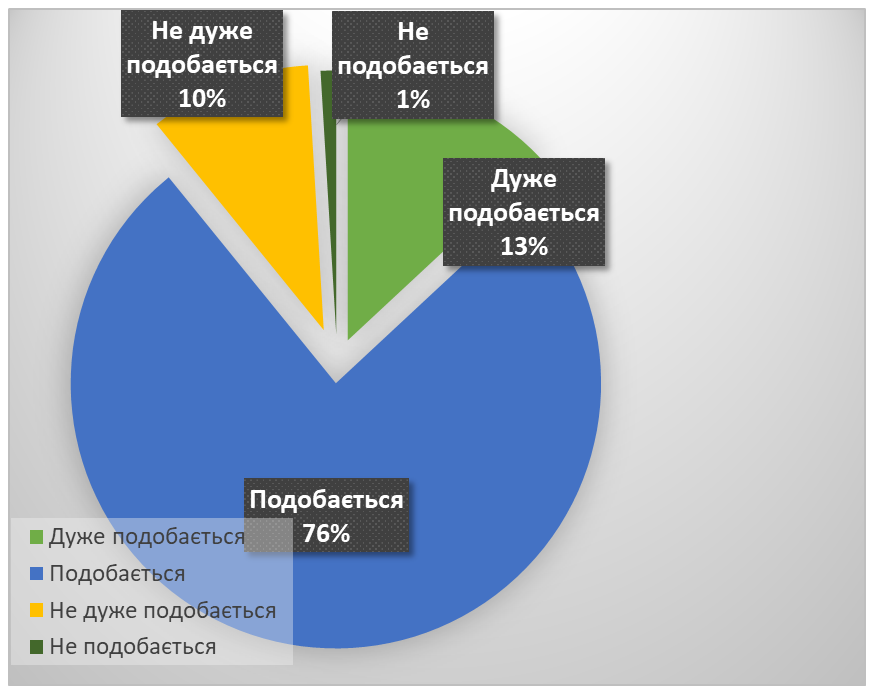 Не дуже
подобається
10%
Не
подобається
1%
Дуже
подобається
13%
Подобається
76%
Дуже подобається
Подобається
Не дуже подобається
Не подобається